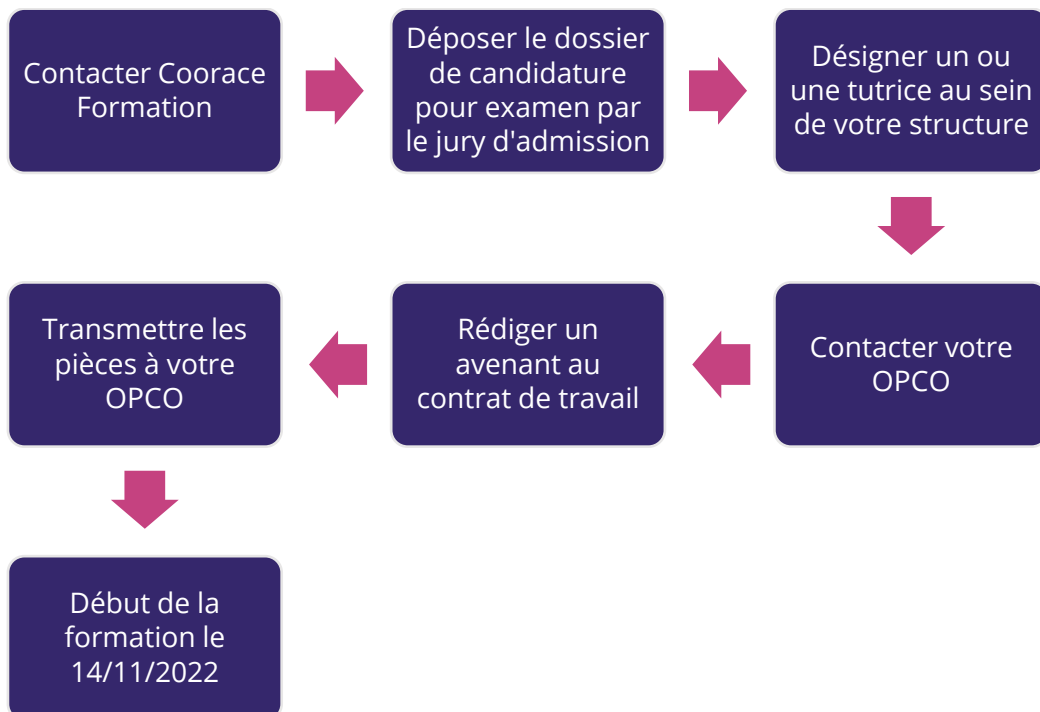 Contacter Coorace
Formation
Déposer le dossier
de candidature
pour examen par
le jury d'admission
Désigner un ou
une tutrice au sein
de votre structure
Contacter votre
OPCO
Rédiger un
avenant au
contrat de travail
Transmettre les
pièces à votre
OPCO
Début de la
formation le
14/11/2022